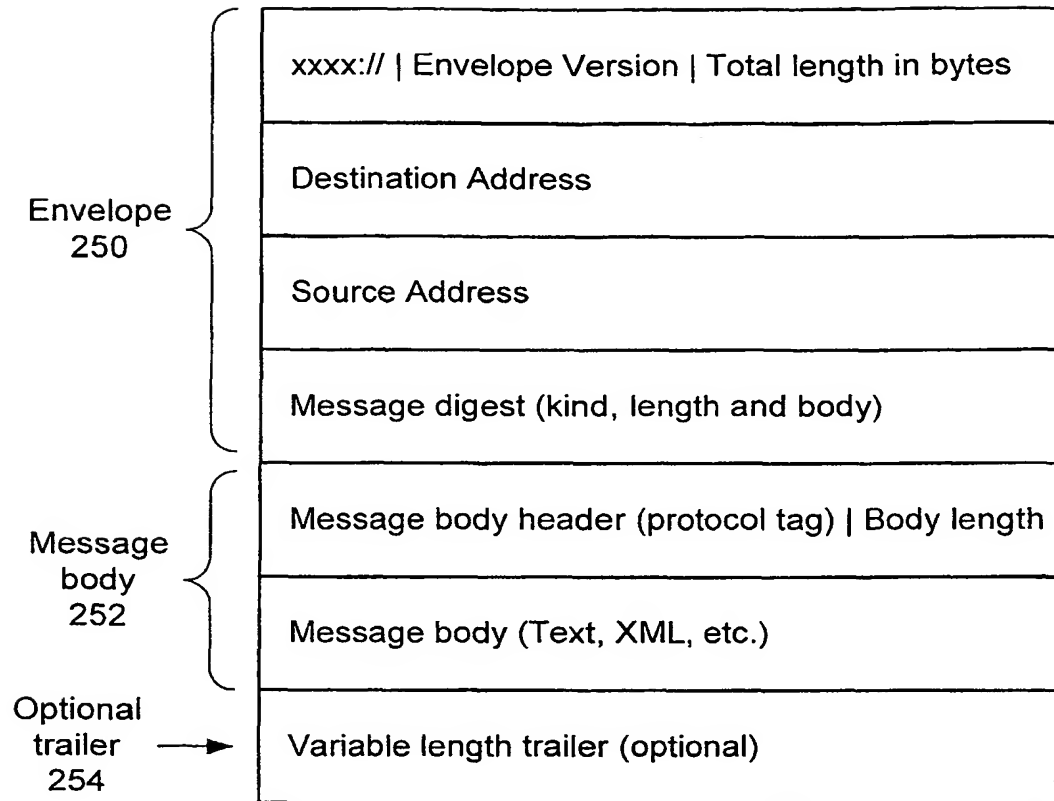 xxxx:// | Envelope Version | Total length in bytes
Destination Address
Envelope
250
Source Address
Message digest (kind, length and body)
Message body header (protocol tag) | Body length
Message
body
252
Message body (Text, XML, etc.)
Optional
trailer
254
Variable length trailer (optional)